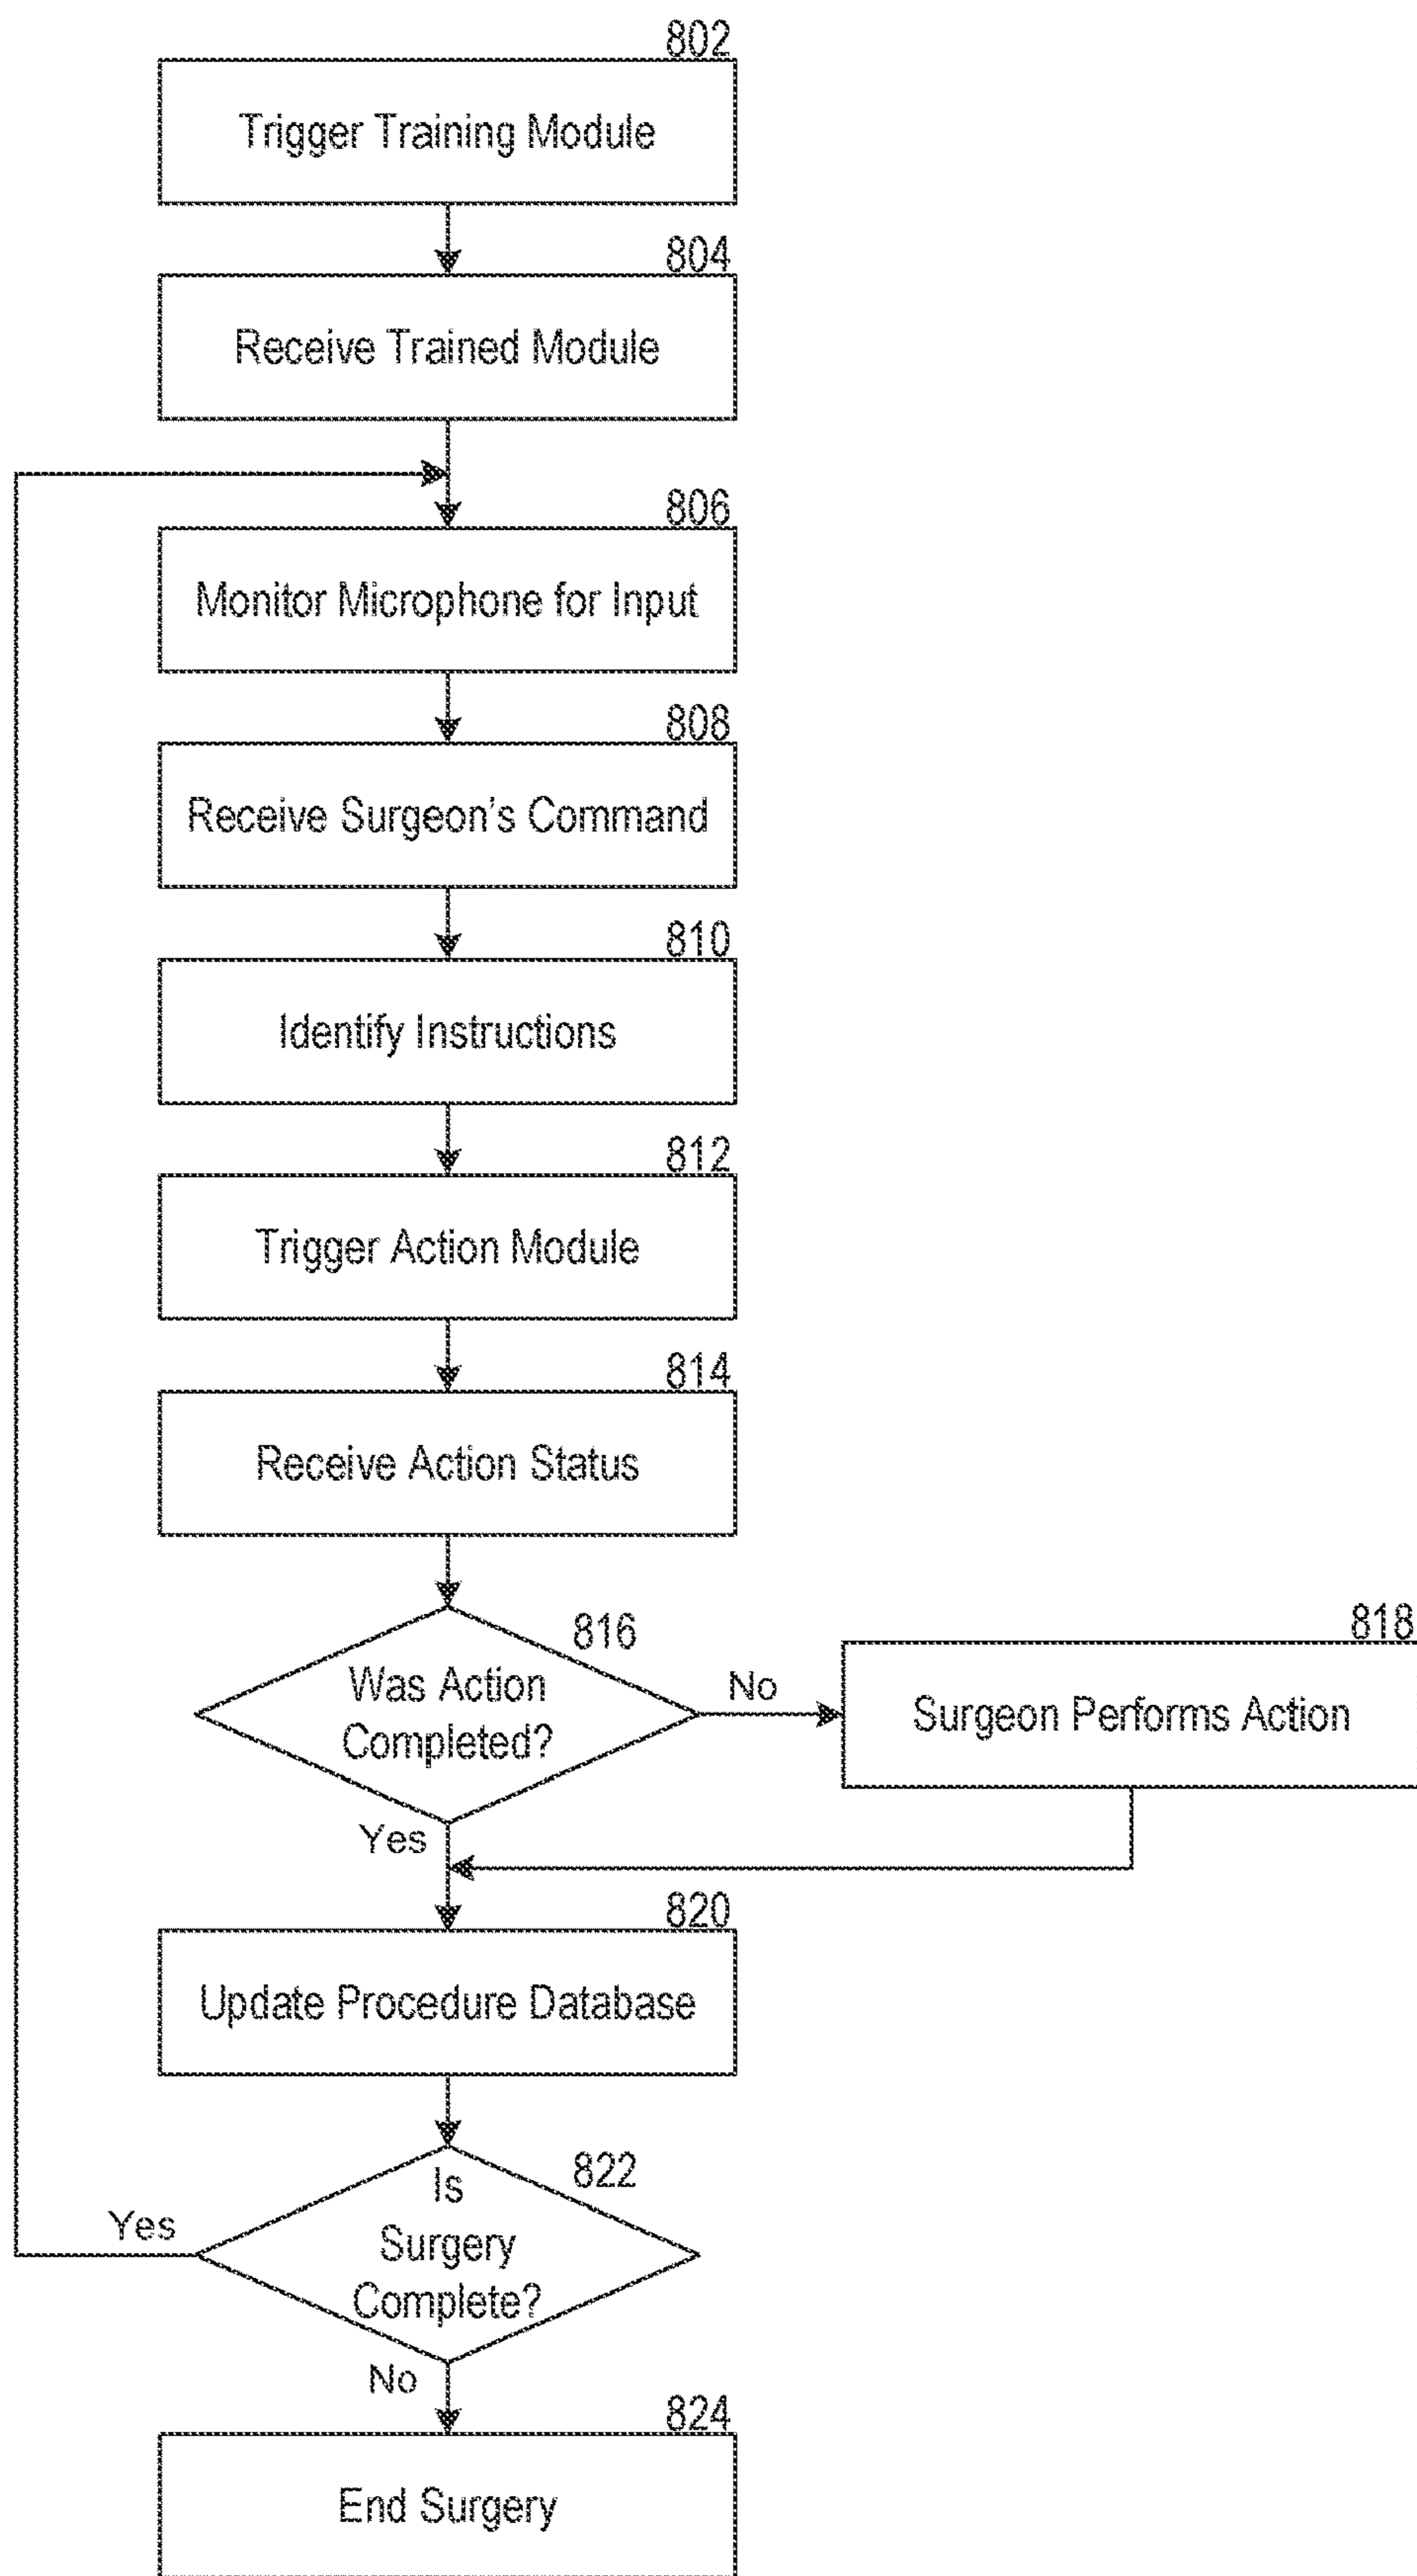 802
Trigger Training Module
804
Receive Trained Module
806
Monitor Microphone for Input
808
Receive Surgeon's Command
810
Identify Instructions
812
Trigger Action Module
814
Receive Action Status
816
Was Action
Completed?
No
818
Surgeon Performs Action
Yes
820
Update Procedure Database
822
Is
Surgery
Complete?
Yes
No
824
End Surgery